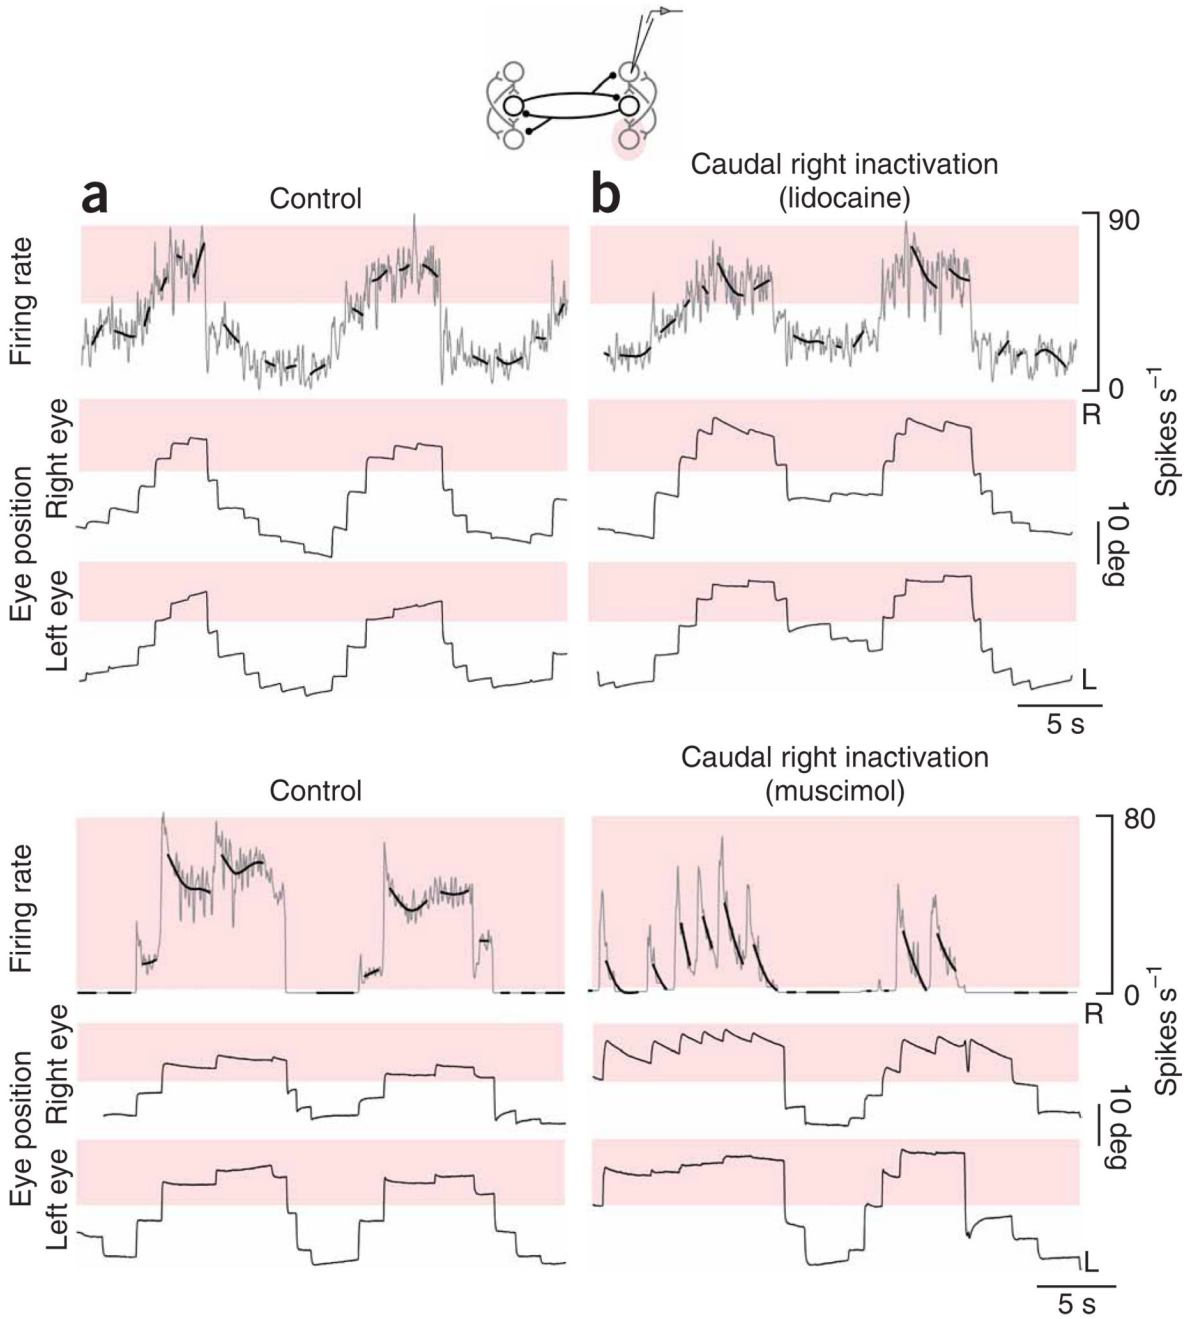 a
Control
b
Caudal right inactivation
(lidocaine)
Firing rate
90
0
Spikes s⁻¹
Eye position
Right eye
R
10 deg
Left eye
L
5 s
Control
Caudal right inactivation
(muscimol)
Firing rate
80
0
Spikes s⁻¹
Eye position
Right eye
R
10 deg
Left eye
L
5 s